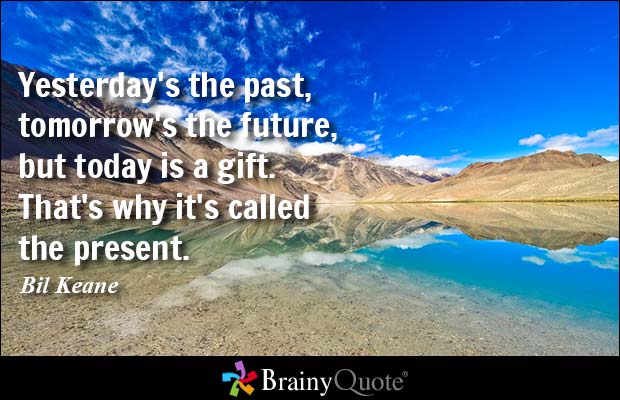 Yesterday's the past,
tomorrow's the future,
but today is a gift.
That's why it's called
the present.
Bil Keane
BrainyQuote®